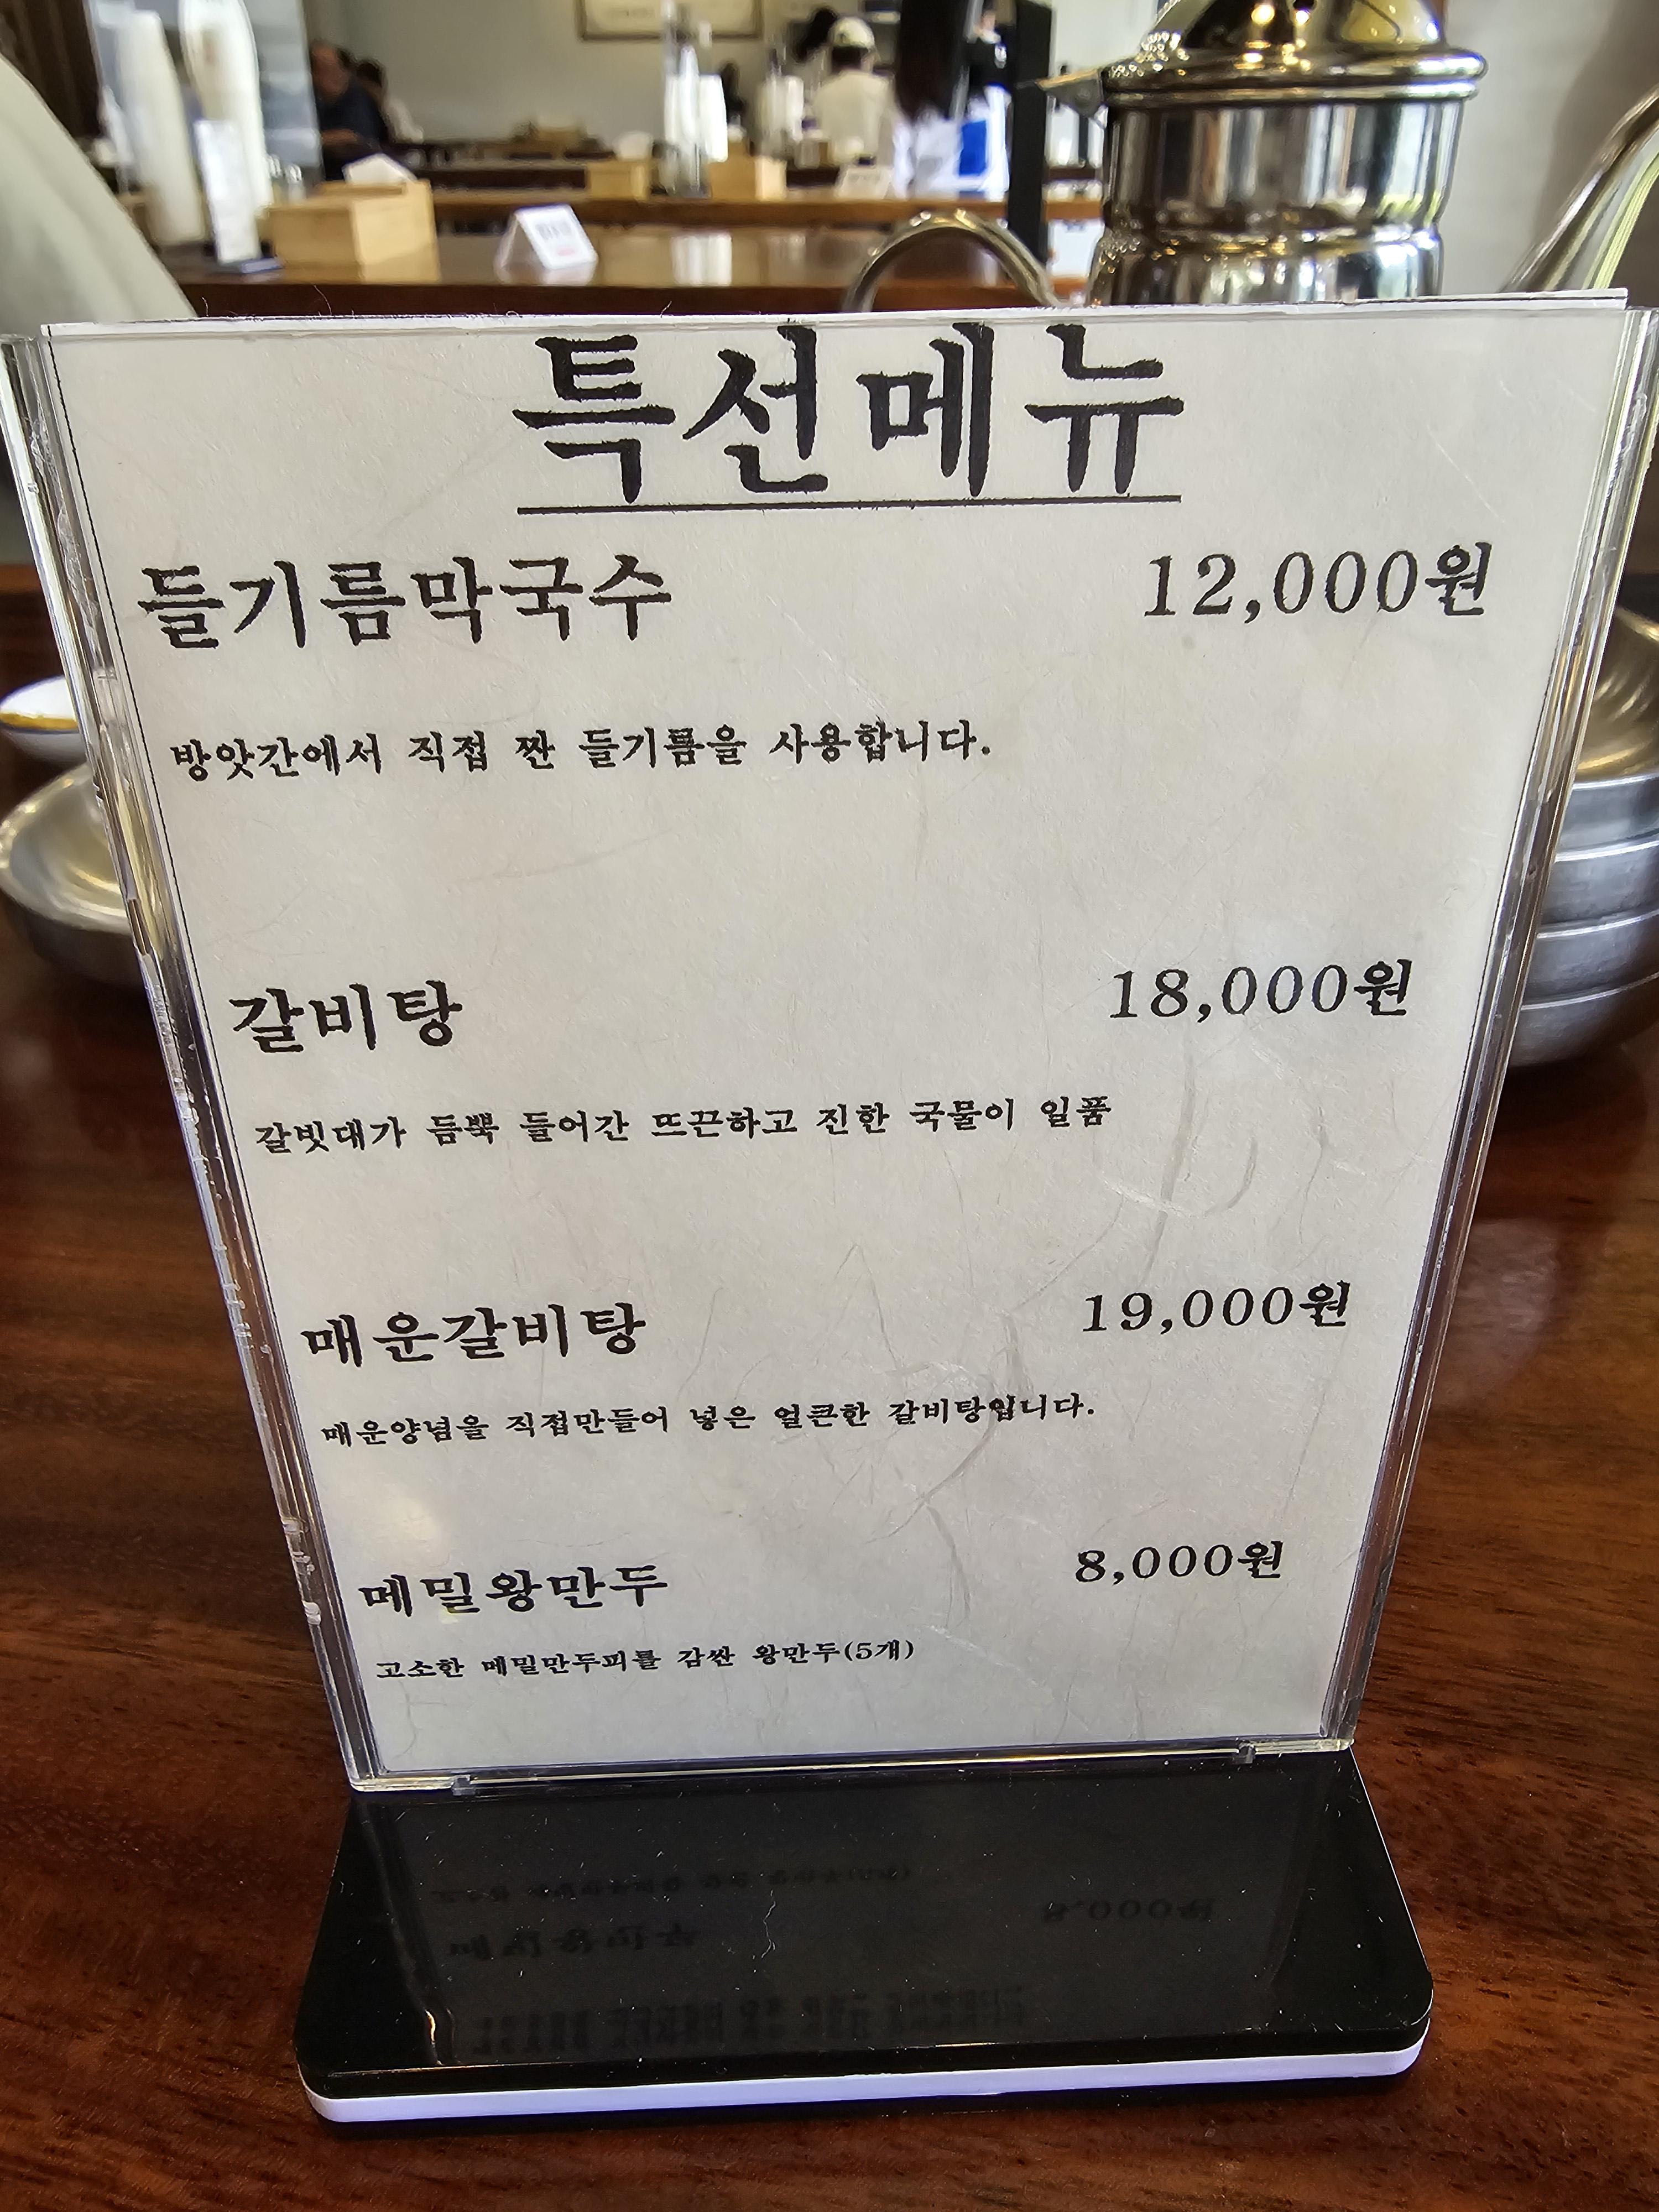 특선메뉴
들기름막국수 12,000원
방앗간에서 직접 짠 들기름을 사용합니다.
갈비탕 18,000원
갈빗대가 듬뿍 들어간 뜨끈하고 진한 국물이 일품
매운갈비탕 19,000원
매운양념을 직접만들어 넣은 얼큰한 갈비탕입니다.
메밀왕만두 8,000원
고소한 메밀만두피를 감싼 왕만두(5개)